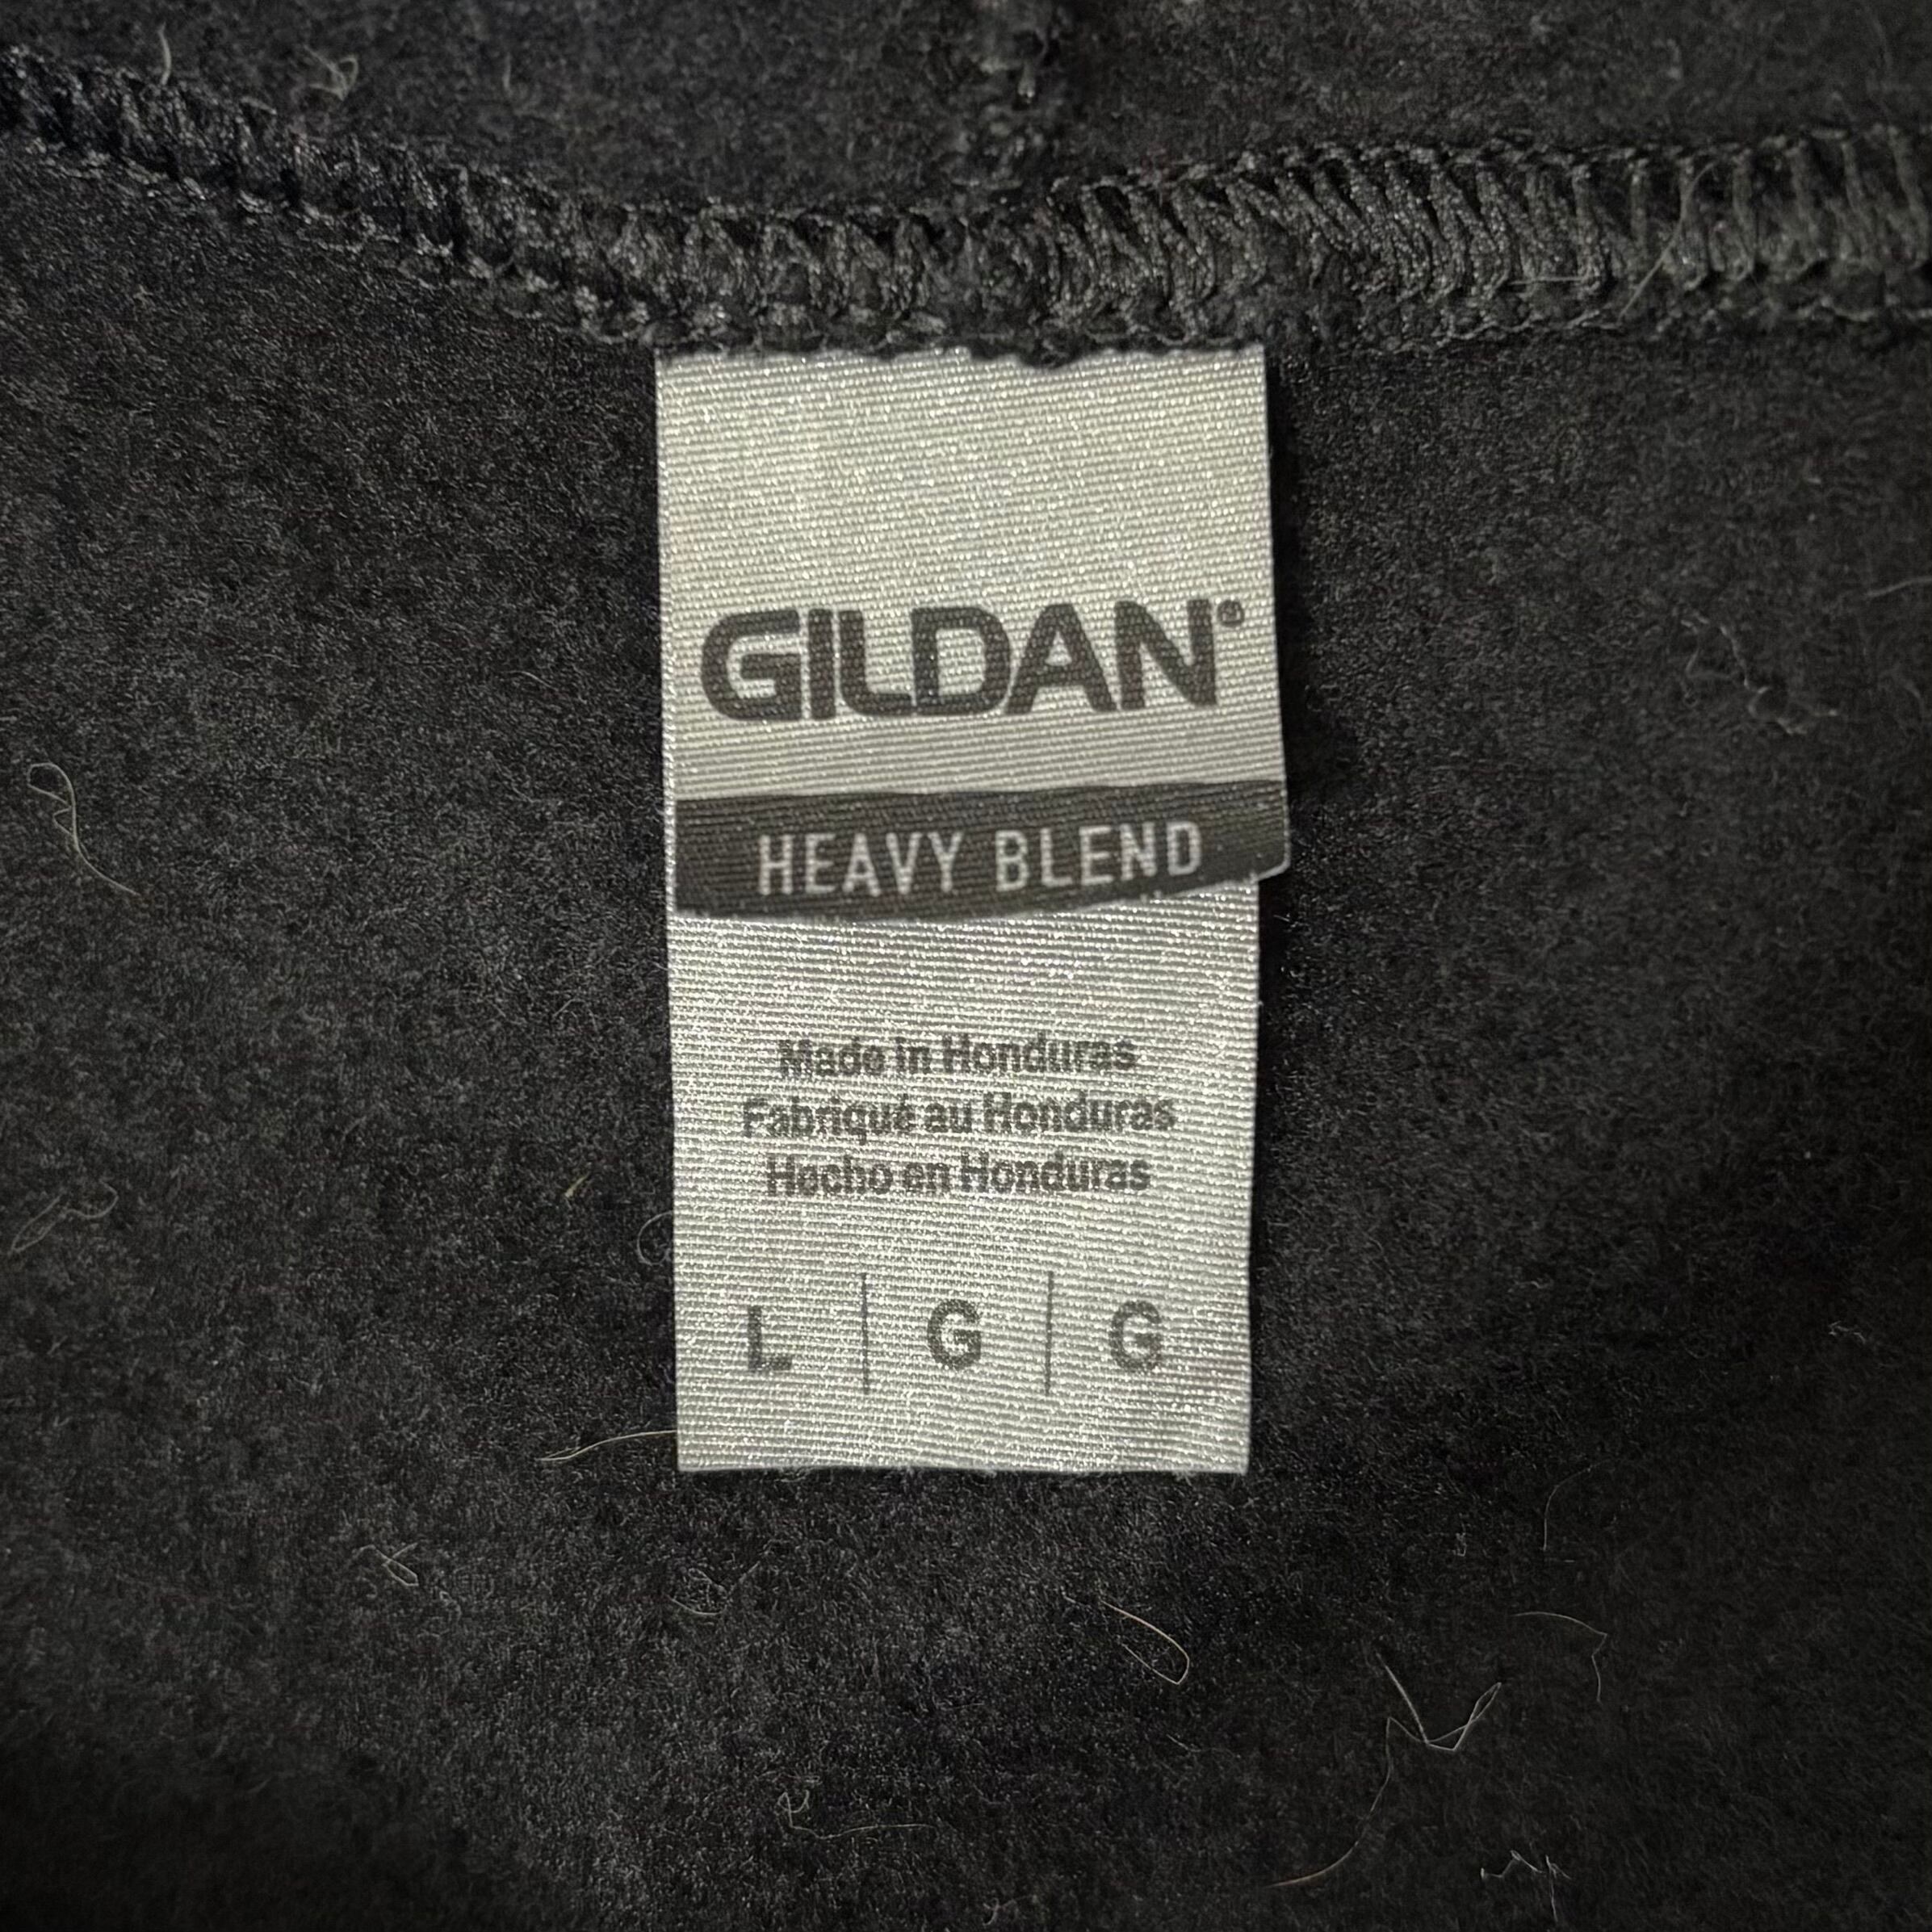 GILDAN®
HEAVY BLEND
Made in Honduras
Fabriqué au Honduras
Hecho en Honduras
L | G | G